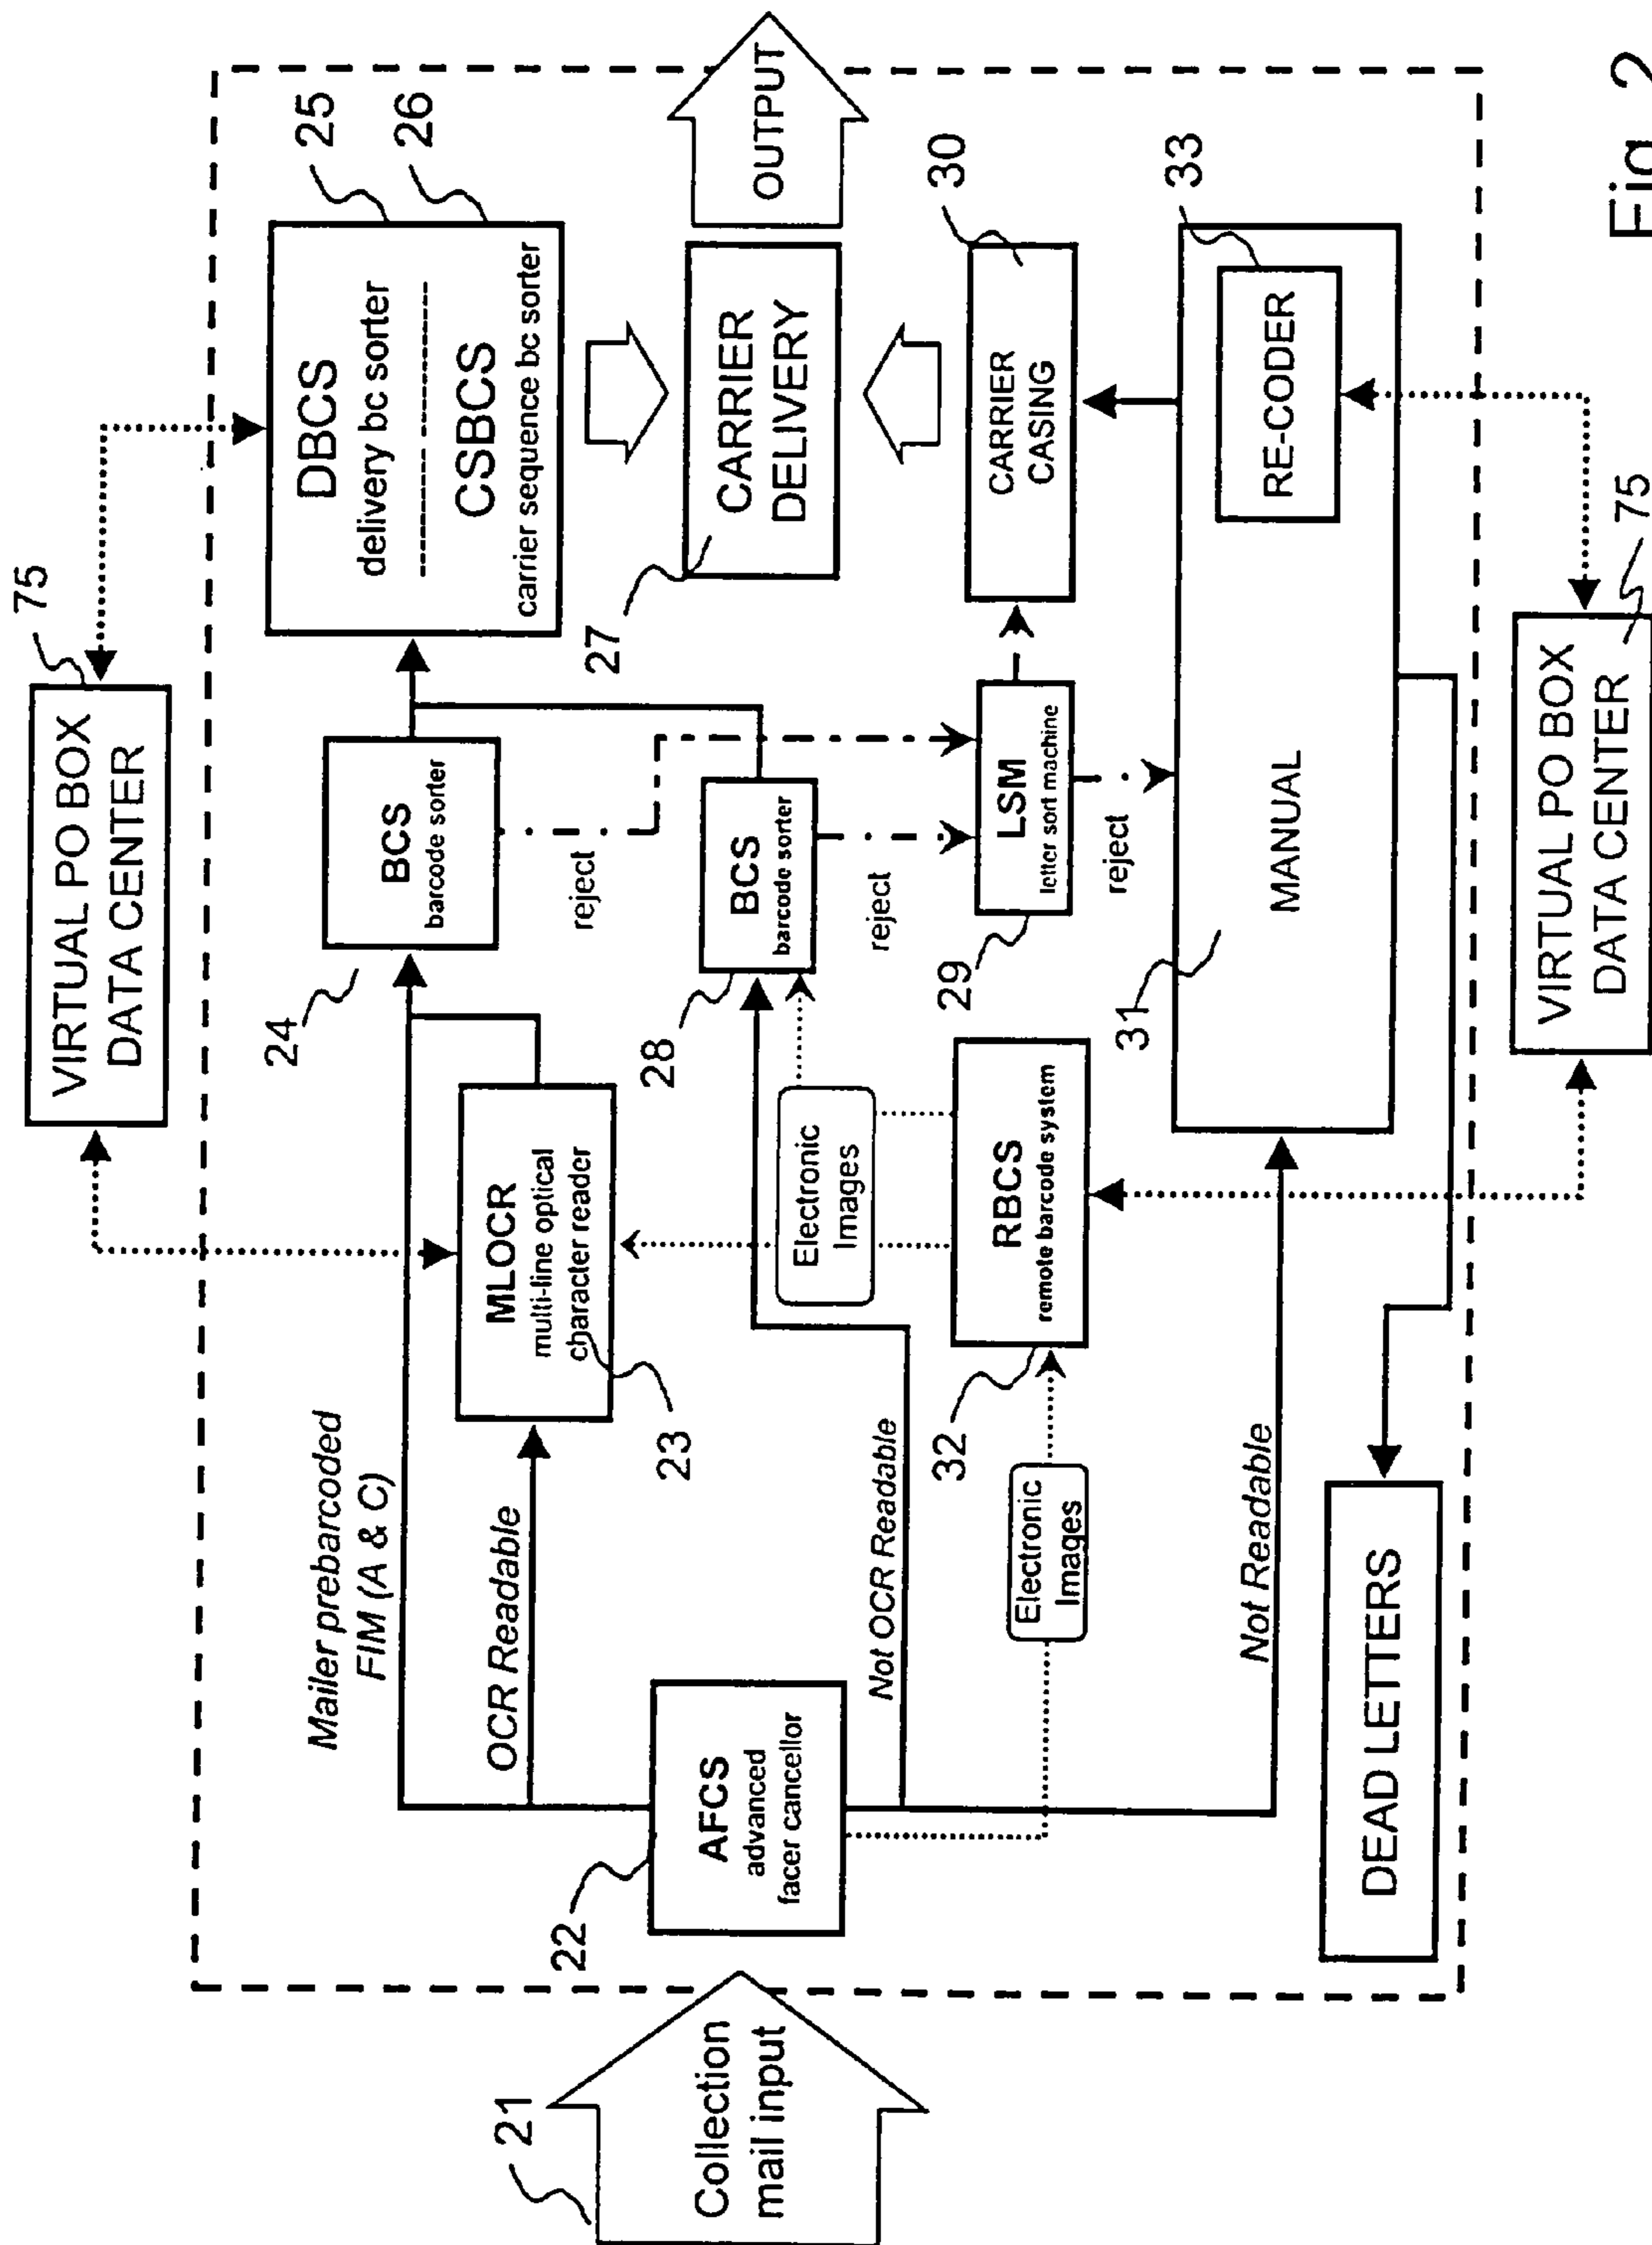 VIRTUAL PO BOX
DATA CENTER
75
Mailer prebarcoded
FIM (A & C)
24
BCS
barcode sorter
reject
DBCS
delivery bc sorter
CSBCS
carrier sequence bc sorter
25
26
OCR Readable
MLOCR
multi-line optical
character reader
23
21
Collection
mail input
22
AFCS
advanced
facer cancellor
28
BCS
barcode sorter
reject
27
CARRIER
DELIVERY
OUTPUT
Electronic
Images
Not OCR Readable
32
RBCS
remote barcode system
29
LSM
letter sort machine
reject
CARRIER
CASING
30
Electronic
Images
Not Readable
31
MANUAL
RE-CODER
33
DEAD LETTERS
VIRTUAL PO BOX
DATA CENTER
75
Fig. 2